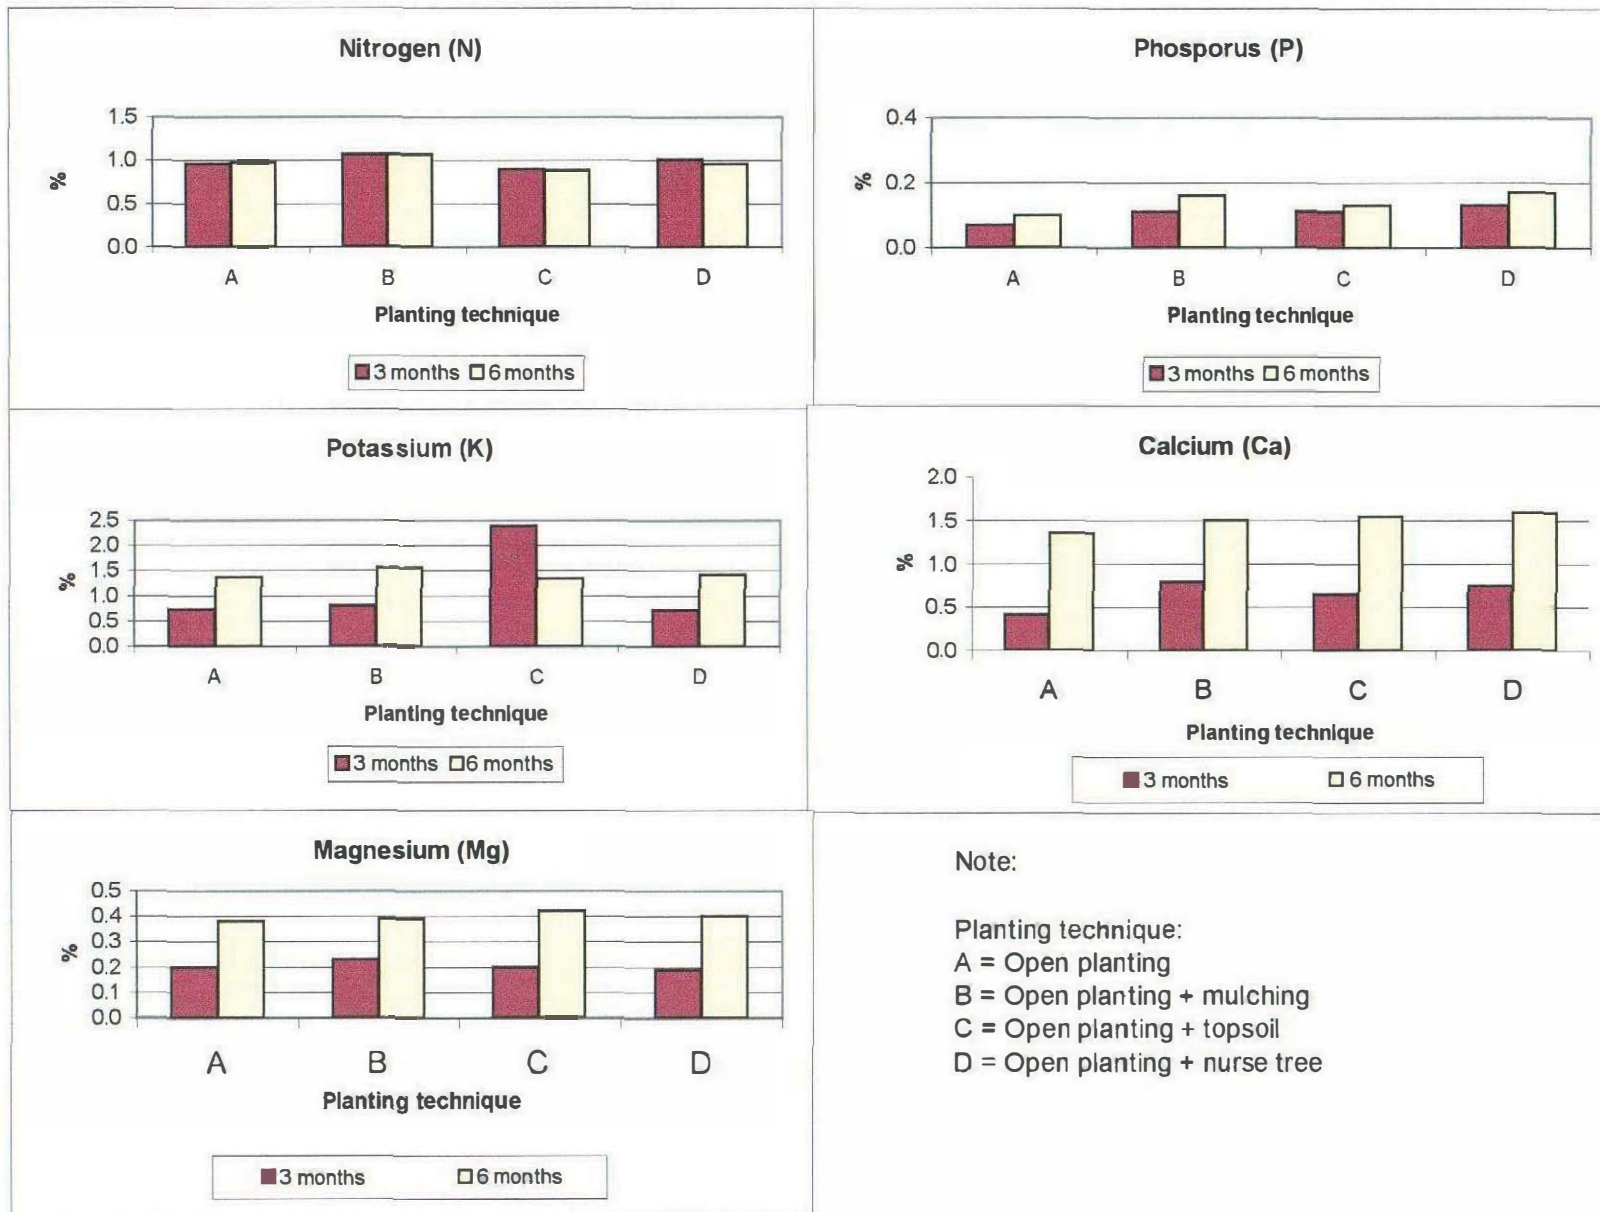 Nitrogen (N)
1.5
1.0
0.5
0.0
%
A B C D
Planting technique
3 months 6 months
Phosporus (P)
0.4
0.2
0.0
%
A B C D
Planting technique
3 months 6 months
Potassium (K)
2.5
2.0
1.5
1.0
0.5
0.0
%
A B C D
Planting technique
3 months 6 months
Calcium (Ca)
2.0
1.5
1.0
0.5
0.0
%
A B C D
Planting technique
3 months 6 months
Magnesium (Mg)
0.5
0.4
0.3
0.2
0.1
0.0
%
A B C D
Planting technique
3 months 6 months
Note:
Planting technique:
A = Open planting
B = Open planting + mulching
C = Open planting + topsoil
D = Open planting + nurse tree